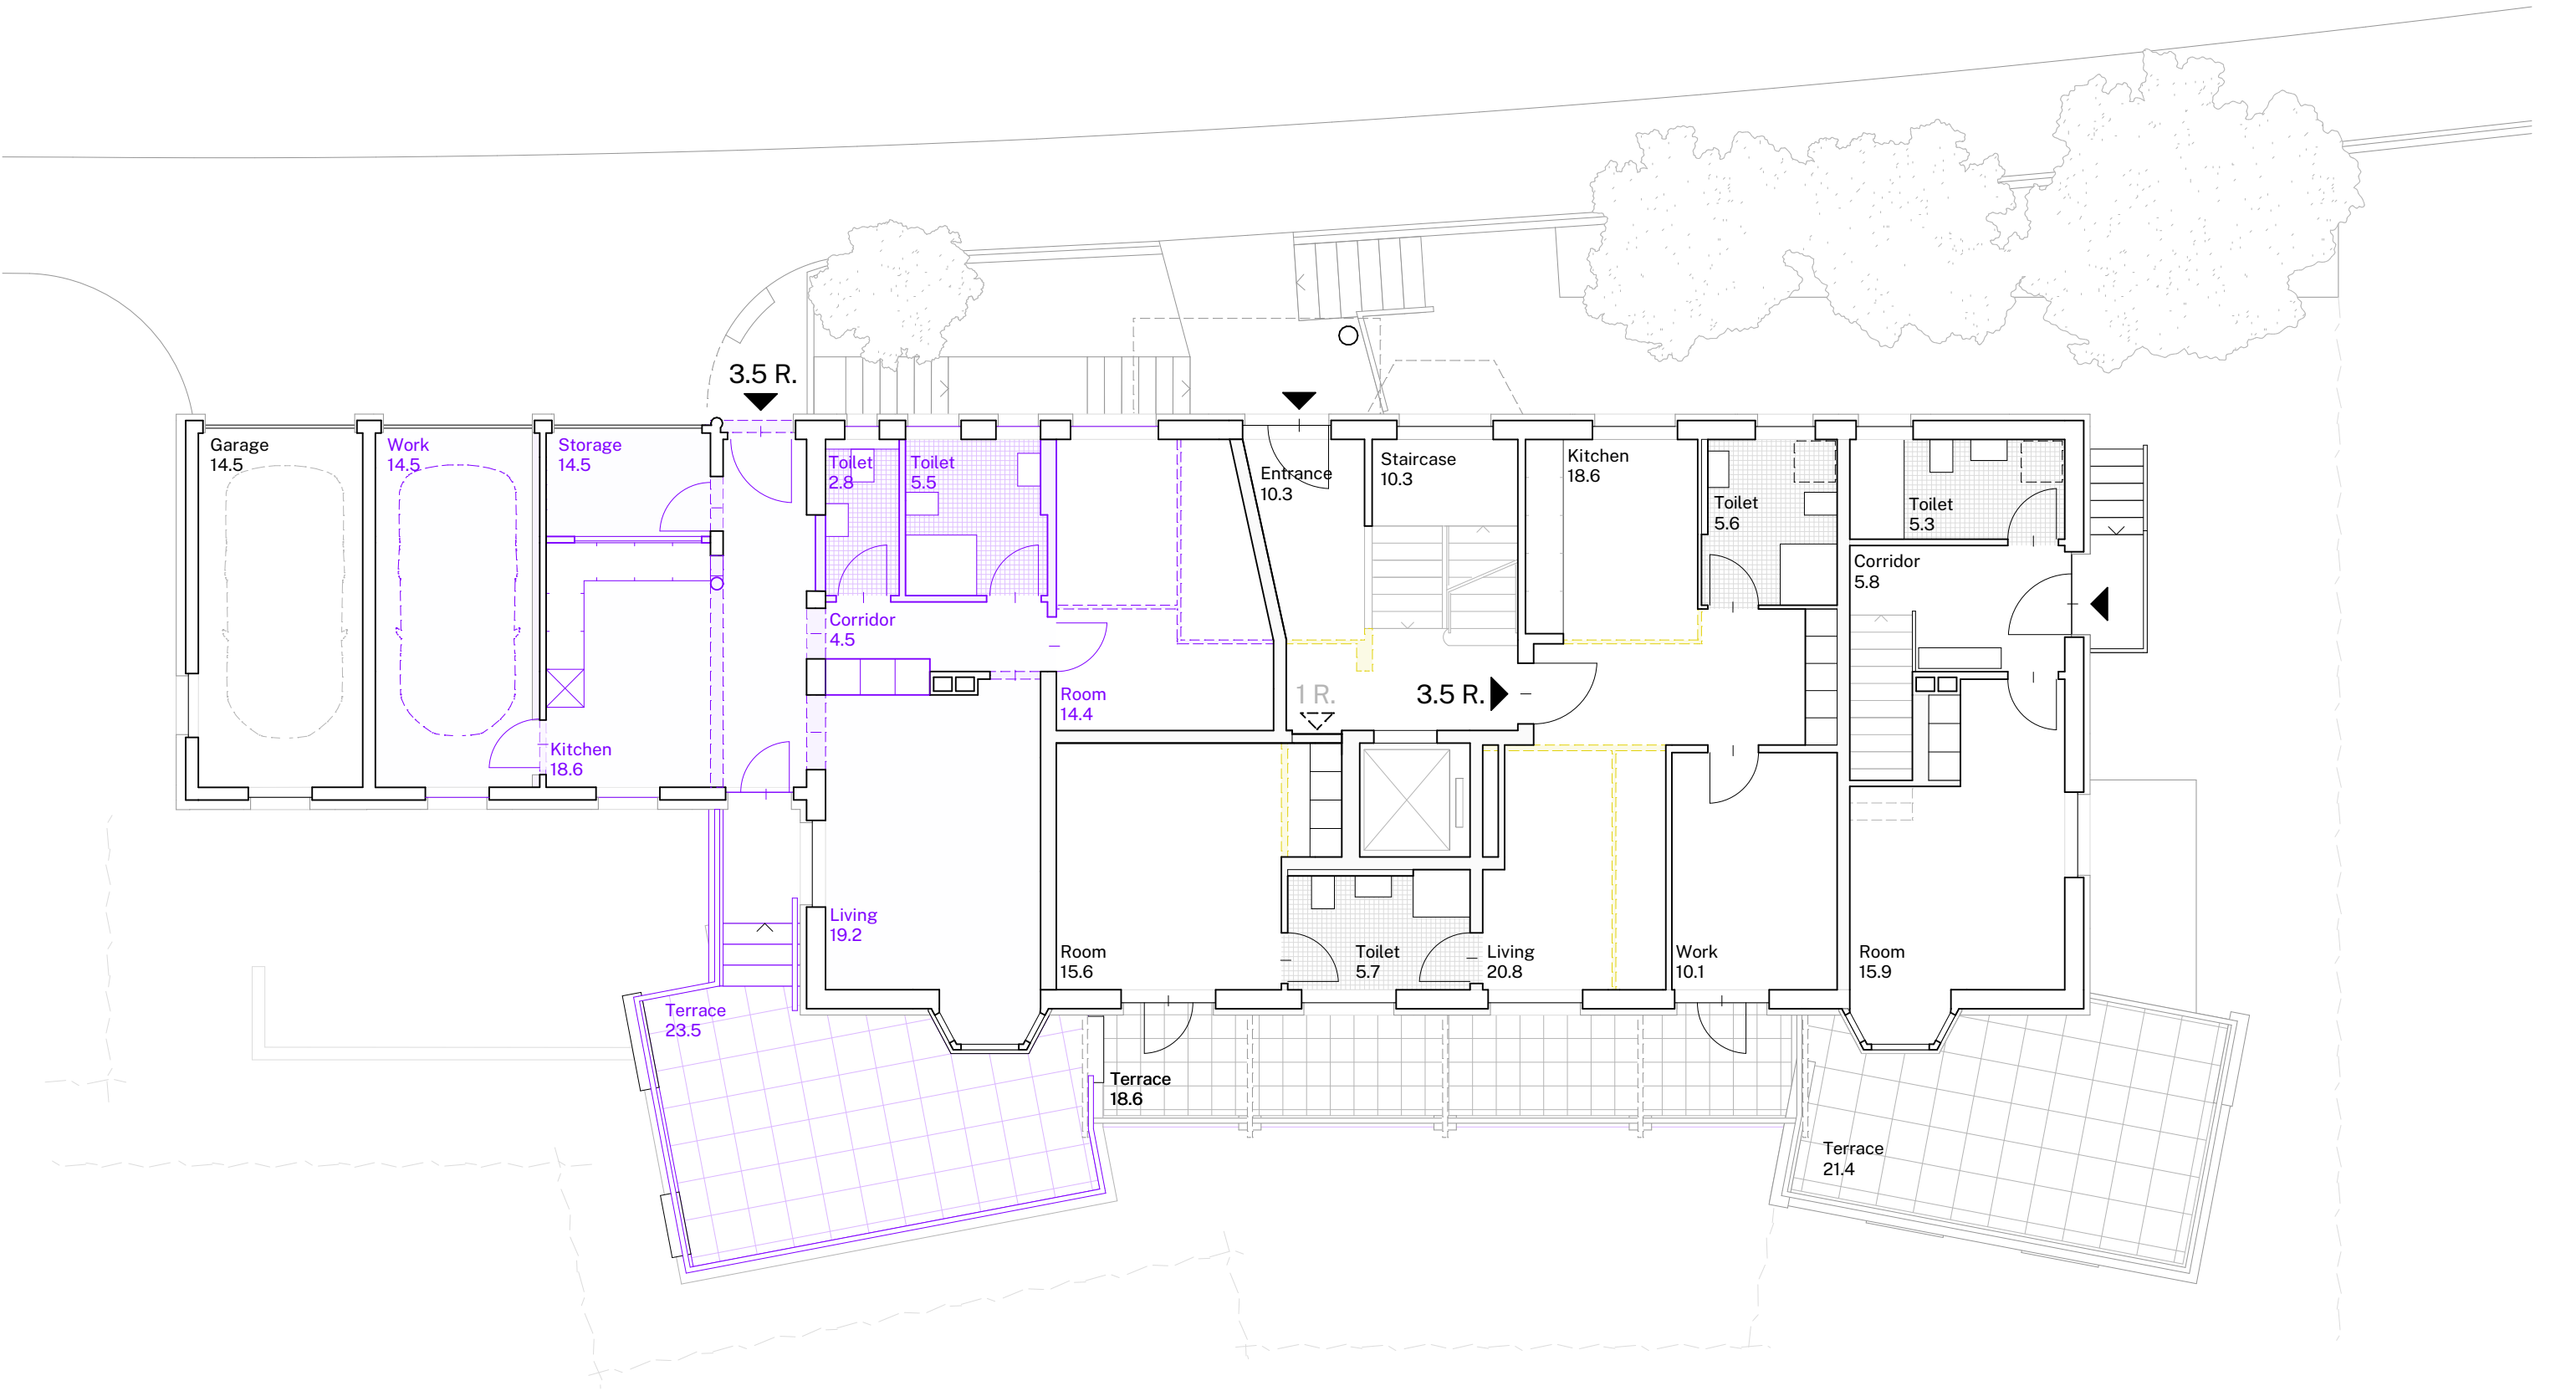 3.5 R.
Garage
14.5
Work
14.5
Storage
14.5
Toilet
2.8
Toilet
5.5
Entrance
10.3
Staircase
10.3
Kitchen
18.6
Toilet
5.6
Toilet
5.3
Corridor
5.8
Corridor
4.5
Room
14.4
1 R.
3.5 R.
Kitchen
18.6
Living
19.2
Room
15.6
Toilet
5.7
Living
20.8
Work
10.1
Room
15.9
Terrace
23.5
Terrace
18.6
Terrace
21.4